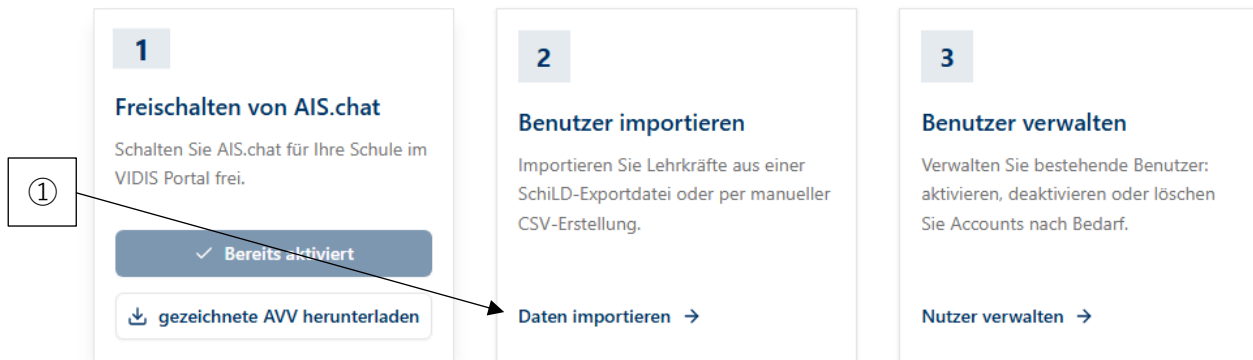 1
Freischalten von AIS.chat
Schalten Sie AIS.chat für Ihre Schule im
VIDIS Portal frei.
Bereits aktiviert
gezeichnete AVV herunterladen
①
2
Benutzer importieren
Importieren Sie Lehrkräfte aus einer
SchiLD-Exportdatei oder per manueller
CSV-Erstellung.
Daten importieren →
3
Benutzer verwalten
Verwalten Sie bestehende Benutzer:
aktivieren, deaktivieren oder löschen
Sie Accounts nach Bedarf.
Nutzer verwalten →